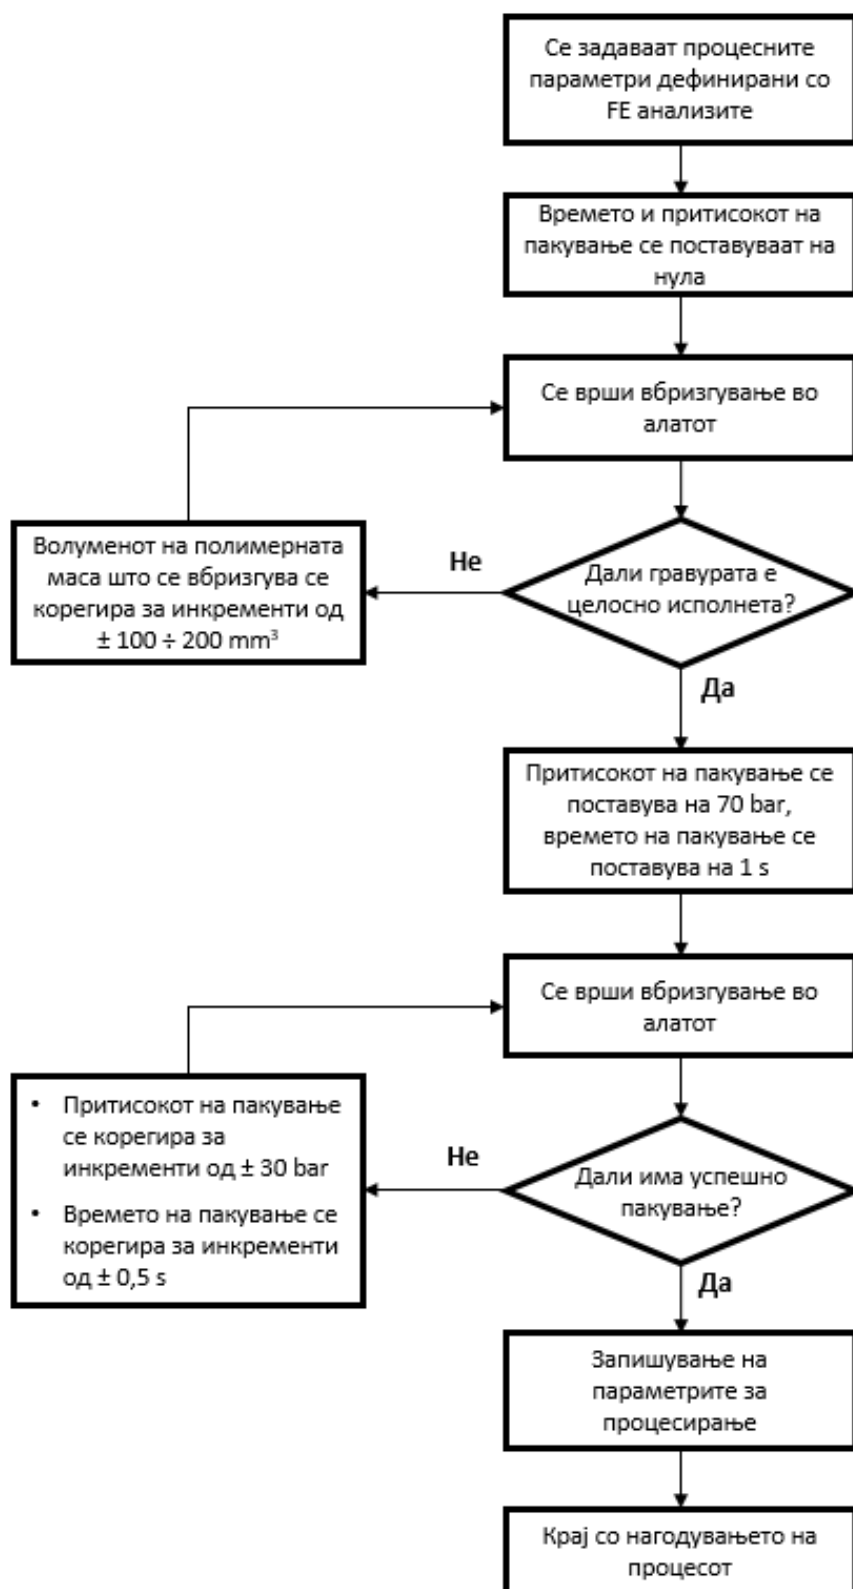 Се задаваат процесните
параметри дефинирани со
FE анализите
Времето и притисокот на
пакување се поставуваат на
нула
Се врши вбризгување во
алатот
Дали гравурата е
целосно исполнета?
Не
Волуменот на полимерната
маса што се вбризгува се
корегира за инкременти од
± 100 ÷ 200 mm³
Да
Притисокот на пакување се
поставува на 70 bar,
времето на пакување се
поставува на 1 s
Се врши вбризгување во
алатот
Дали има успешно
пакување?
Не
• Притисокот на пакување
се корегира за
инкременти од ± 30 bar
• Времето на пакување се
корегира за инкременти
од ± 0,5 s
Да
Запишување на
параметрите за
процесирање
Крај со нагодувањето на
процесот